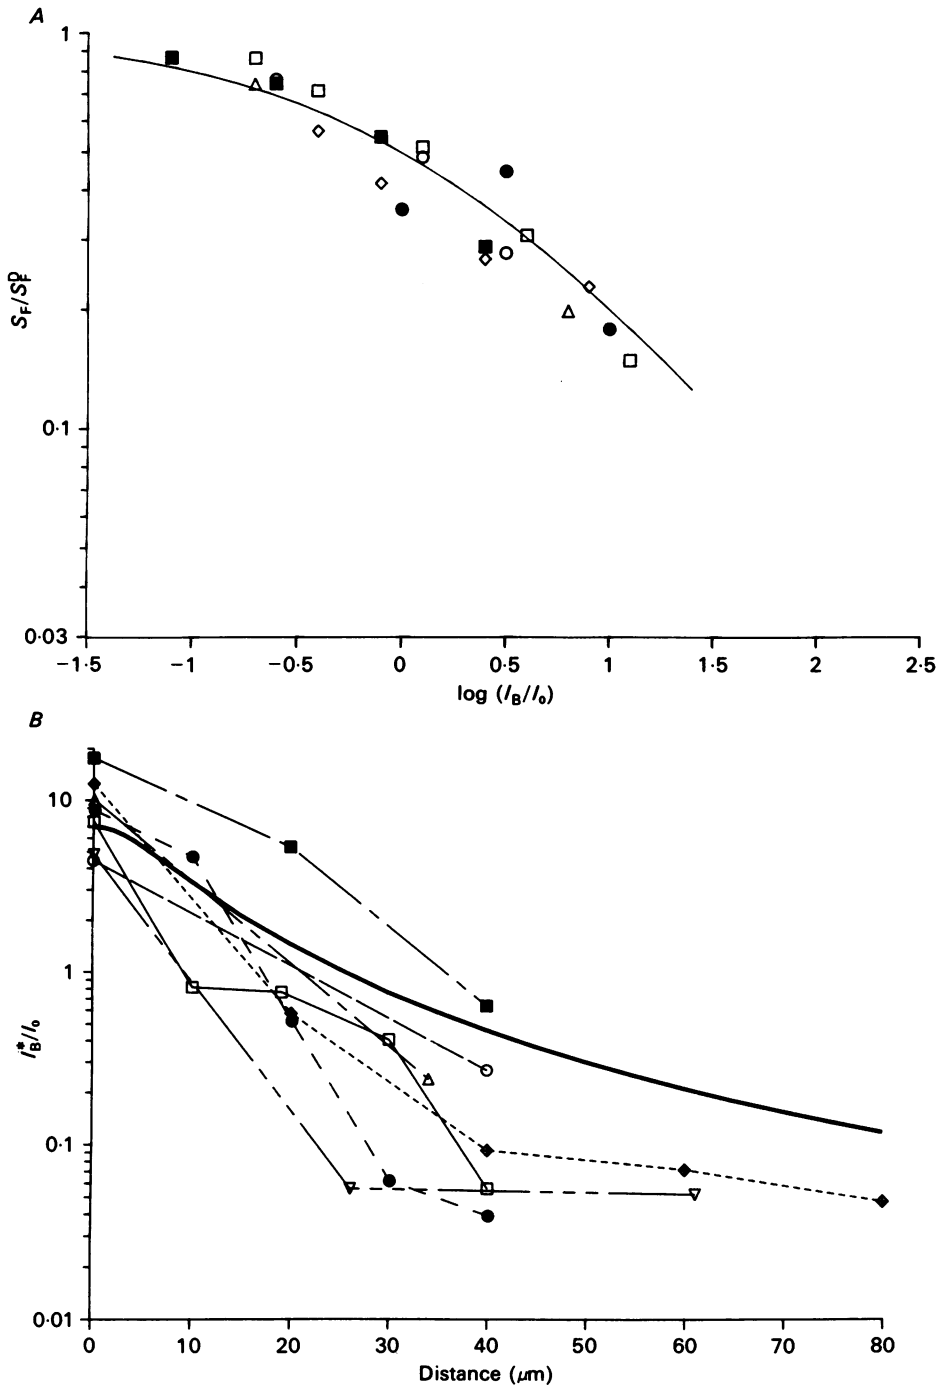 A
1
0·1
0·03
S_F/S_F^D
−1·5 −1 −0·5 0 0·5 1 1·5 2 2·5
log (I_B/I_o)
B
10
1
0·1
0·01
I_B^*/I_o
0 10 20 30 40 50 60 70 80
Distance (μm)